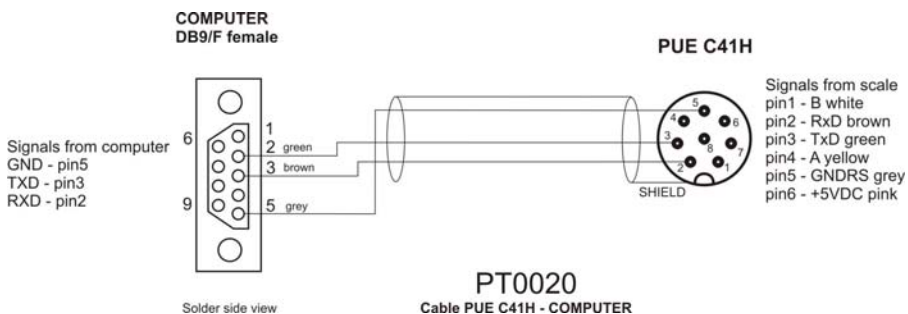 COMPUTER
DB9/F female
PUE C41H
Signals from computer
GND - pin5
TXD - pin3
RXD - pin2
6
9
1
2 green
3 brown
5 grey
5
4
6
3
8
7
2
1
SHIELD
Signals from scale
pin1 - B white
pin2 - RxD brown
pin3 - TxD green
pin4 - A yellow
pin5 - GNDRS grey
pin6 - +5VDC pink
Solder side view
PT0020
Cable PUE C41H - COMPUTER